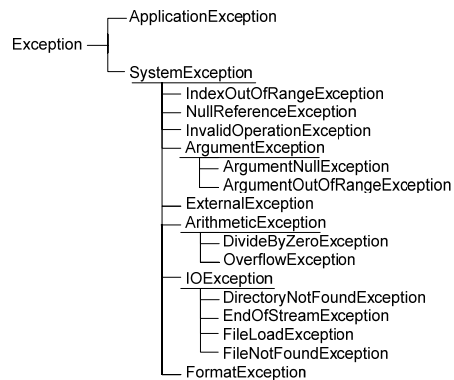 ApplicationException
Exception
SystemException
IndexOutOfRangeException
NullReferenceException
InvalidOperationException
ArgumentException
ArgumentNullException
ArgumentOutOfRangeException
ExternalException
ArithmeticException
DivideByZeroException
OverflowException
IOException
DirectoryNotFoundException
EndOfStreamException
FileLoadException
FileNotFoundException
FormatException